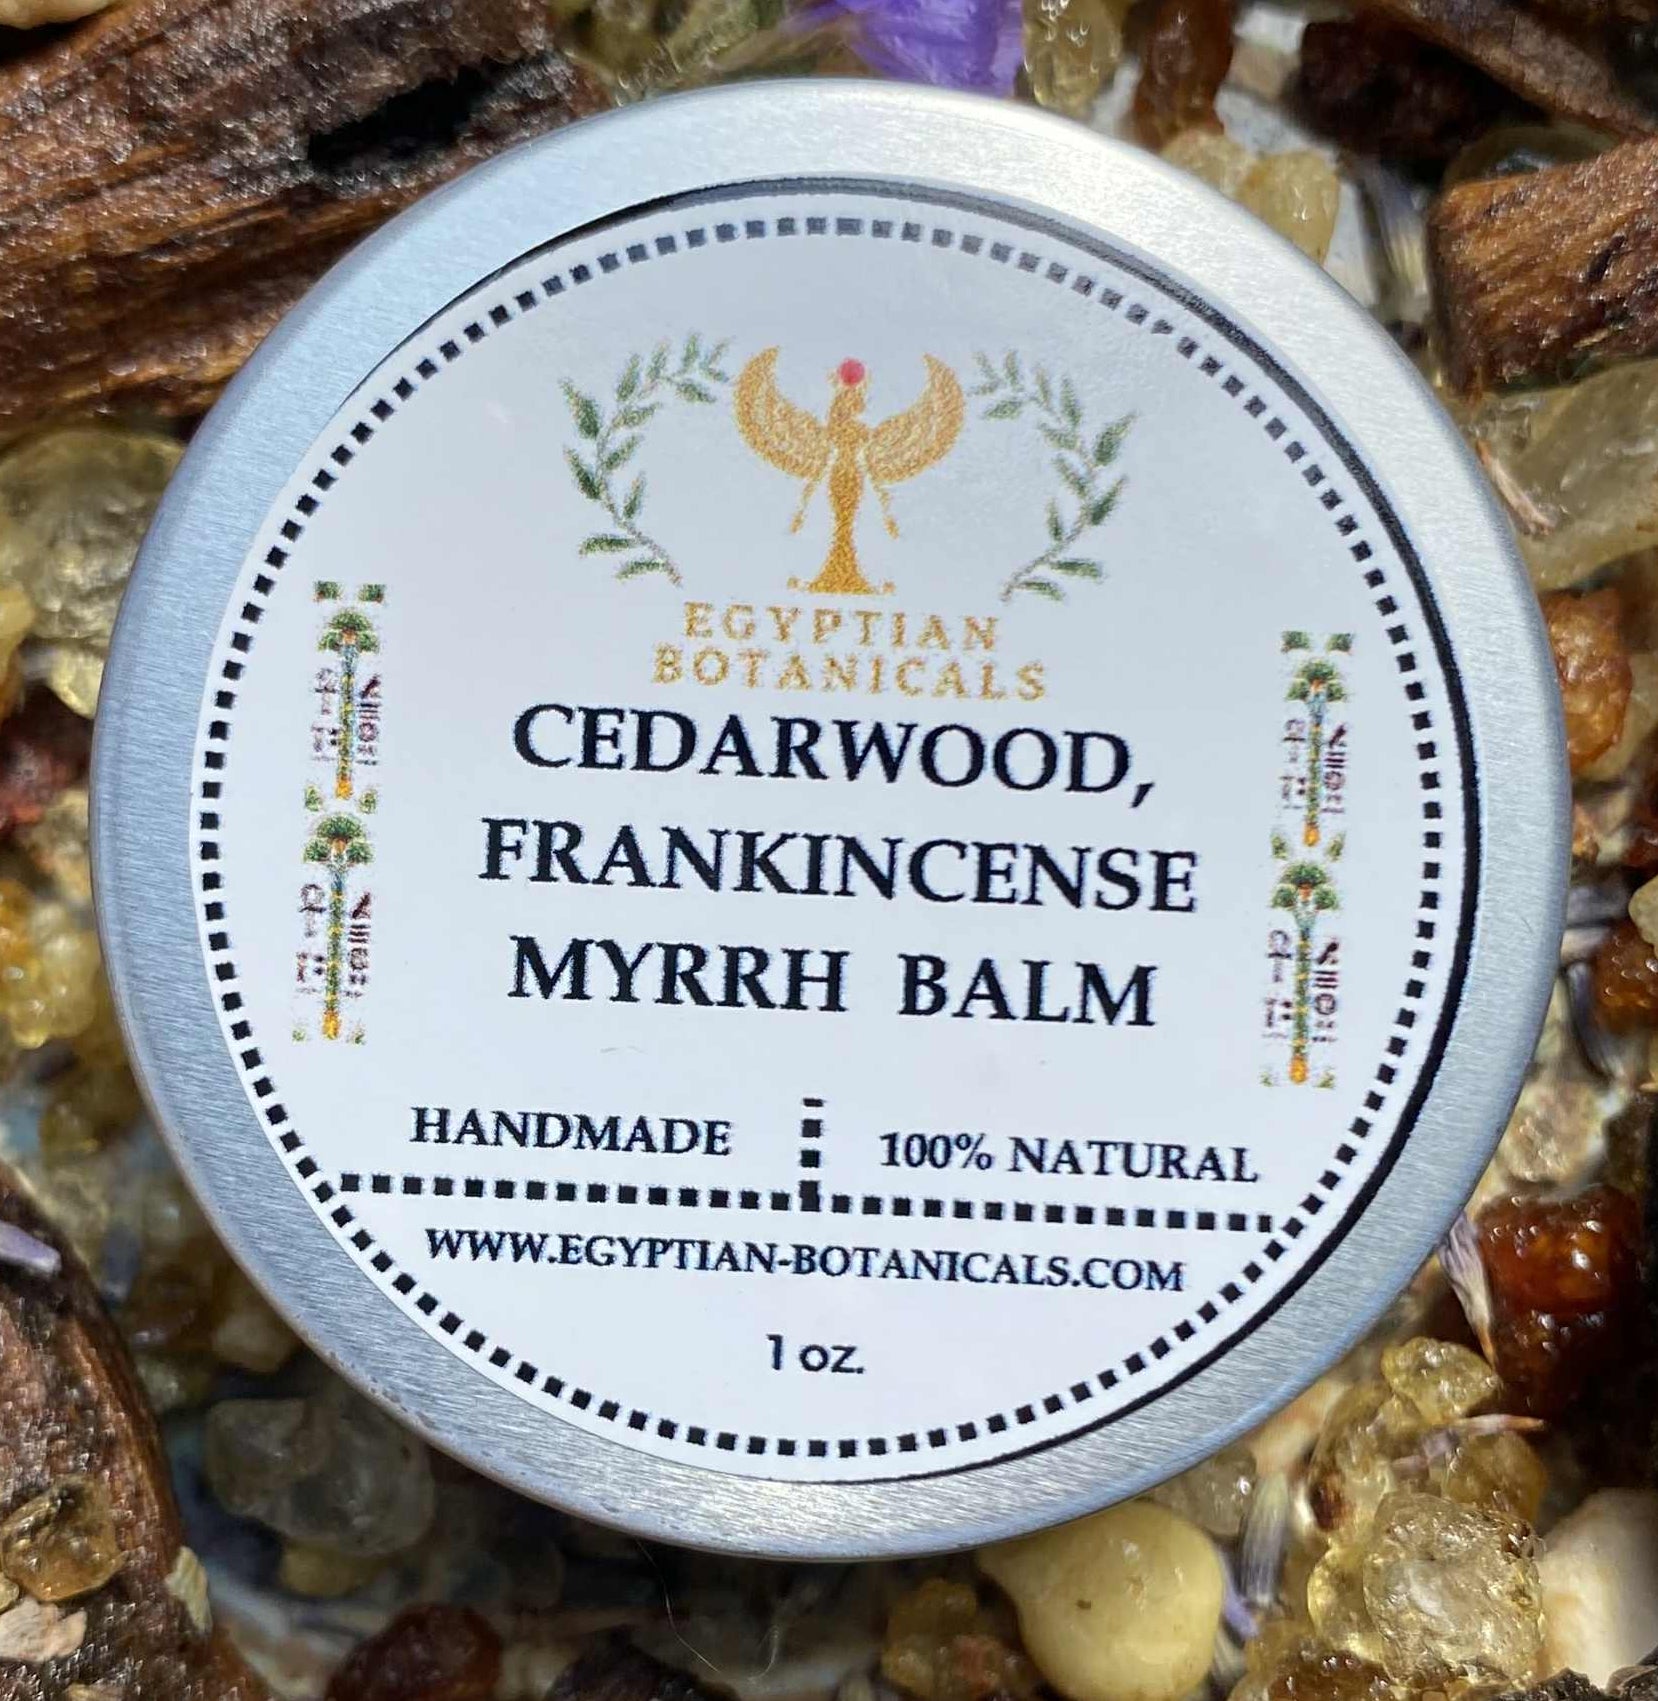 EGYPTIAN
BOTANICALS
CEDARWOOD,
FRANKINCENSE
MYRRH BALM
HANDMADE
100% NATURAL
WWW.EGYPTIAN-BOTANICALS.COM
1 oz.